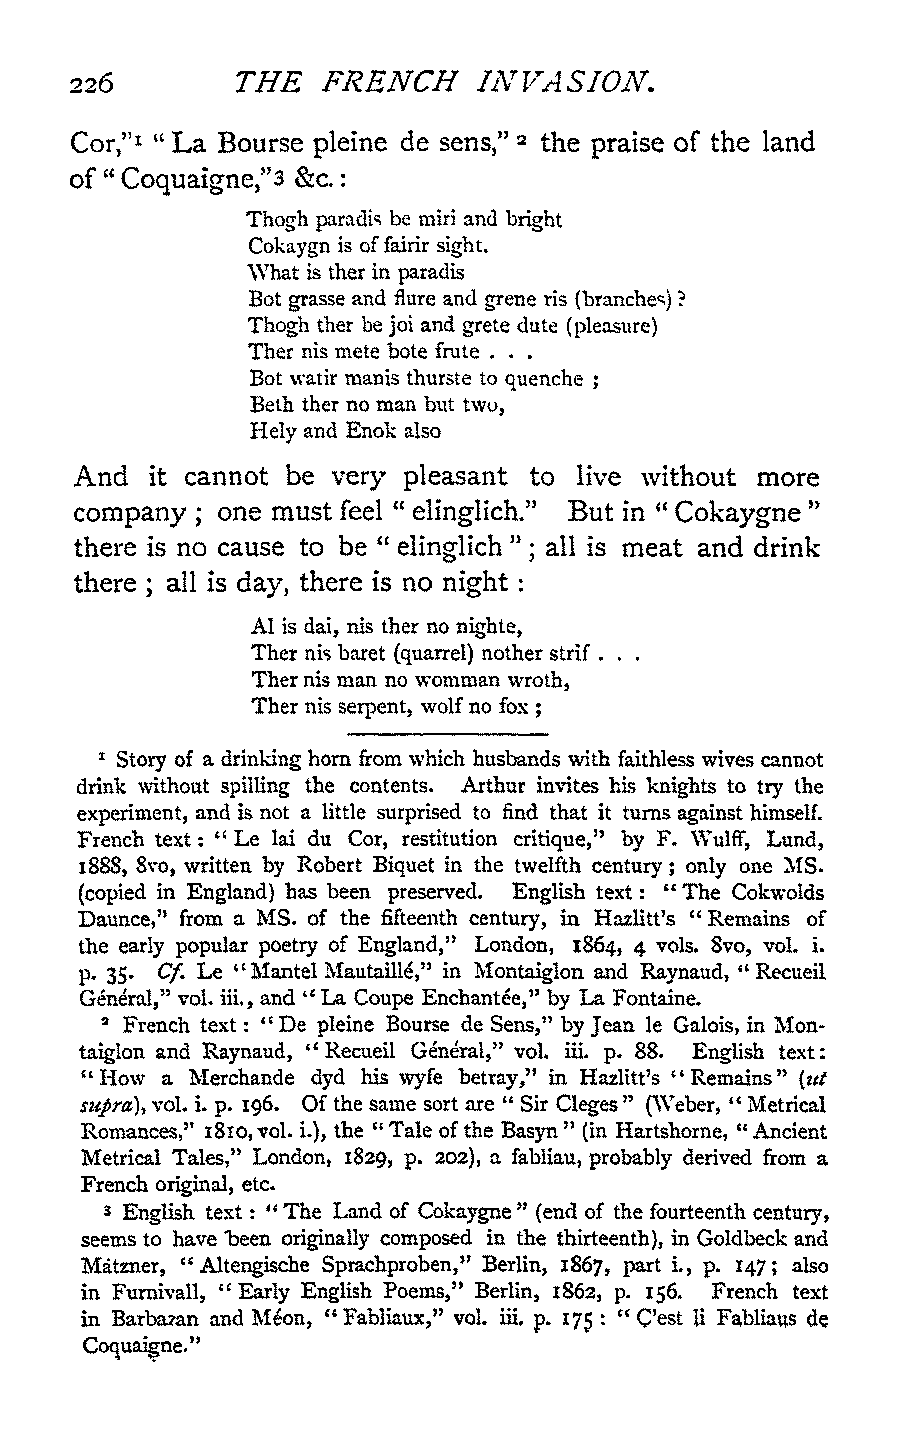 226 THE FRENCH INVASION.
Cor,"¹ "La Bourse pleine de sens,"² the praise of the land
of "Coquaigne,"³ &c. :
Thogh paradis be miri and bright
Cokaygn is of fairir sight.
What is ther in paradis
Bot grasse and flure and grene ris (branches) ?
Thogh ther be joi and grete dute (pleasure)
Ther nis mete bote frute . . .
Bot watir manis thurste to quenche ;
Beth ther no man but two,
Hely and Enok also
And it cannot be very pleasant to live without more
company ; one must feel "elinglich." But in "Cokaygne"
there is no cause to be "elinglich" ; all is meat and drink
there ; all is day, there is no night :
Al is dai, nis ther no nighte,
Ther nis baret (quarrel) nother strif . . .
Ther nis man no womman wroth,
Ther nis serpent, wolf no fox ;
¹ Story of a drinking horn from which husbands with faithless wives cannot
drink without spilling the contents. Arthur invites his knights to try the
experiment, and is not a little surprised to find that it turns against himself.
French text : "Le lai du Cor, restitution critique," by F. Wulff, Lund,
1888, 8vo, written by Robert Biquet in the twelfth century ; only one MS.
(copied in England) has been preserved. English text : "The Cokwolds
Daunce," from a MS. of the fifteenth century, in Hazlitt's "Remains of
the early popular poetry of England," London, 1864, 4 vols. 8vo, vol. i.
p. 35. Cf. Le "Mantel Mautaillé," in Montaiglon and Raynaud, "Recueil
Général," vol. iii., and "La Coupe Enchantée," by La Fontaine.
² French text : "De pleine Bourse de Sens," by Jean le Galois, in Mon-
taiglon and Raynaud, "Recueil Général," vol. iii. p. 88. English text:
"How a Merchande dyd his wyfe betray," in Hazlitt's "Remains" (ut
supra), vol. i. p. 196. Of the same sort are "Sir Cleges" (Weber, "Metrical
Romances," 1810, vol. i.), the "Tale of the Basyn" (in Hartshorne, "Ancient
Metrical Tales," London, 1829, p. 202), a fabliau, probably derived from a
French original, etc.
³ English text : "The Land of Cokaygne" (end of the fourteenth century,
seems to have been originally composed in the thirteenth), in Goldbeck and
Mátzner, "Altengische Sprachproben," Berlin, 1867, part i., p. 147; also
in Furnivall, "Early English Poems," Berlin, 1862, p. 156. French text
in Barbazan and Méon, "Fabliaux," vol. iii. p. 175 : "Ç'est li Fabliaus de
Coquaigne."